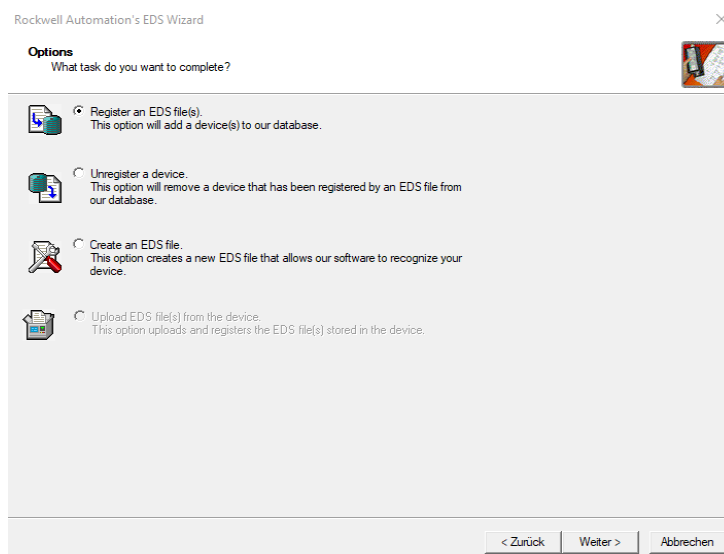 Rockwell Automation's EDS Wizard
Options
What task do you want to complete?
Register an EDS file(s).
This option will add a device(s) to our database.
Unregister a device.
This option will remove a device that has been registered by an EDS file from
our database.
Create an EDS file.
This option creates a new EDS file that allows our software to recognize your
device.
Upload EDS file(s) from the device.
This option uploads and registers the EDS file(s) stored in the device.
< Zurück
Weiter >
Abbrechen